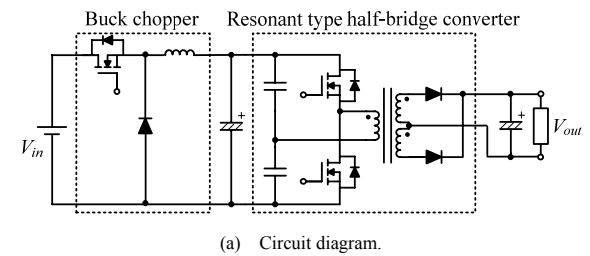 Buck chopper Resonant type half-bridge converter
+
+
V_in
V_out
(a) Circuit diagram.